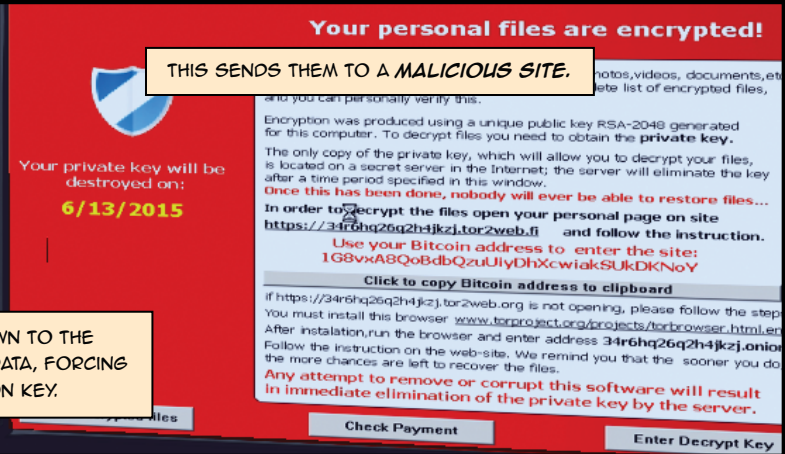 Your personal files are encrypted!
THIS SENDS THEM TO A MALICIOUS SITE.
photos,videos, documents,etc
complete list of encrypted files,
and you can personally verify this.
Encryption was produced using a unique public key RSA-2048 generated
for this computer. To decrypt files you need to obtain the private key.
The only copy of the private key, which will allow you to decrypt your files,
is located on a secret server in the Internet; the server will eliminate the key
after a time period specified in this window.
Once this has been done, nobody will ever be able to restore files...
In order to decrypt the files open your personal page on site
https://34r6hq26q2h4jkzj.tor2web.fi and follow the instruction.
Use your Bitcoin address to enter the site:
1G8vxA8QoBdbQzuUiyDhXcwiakSUkDKNoY
Click to copy Bitcoin address to clipboard
if https://34r6hq26q2h4jkzj.tor2web.org is not opening, please follow the step
You must install this browser www.torproject.org/projects/torbrowser.html.en
After instalation,run the browser and enter address 34r6hq26q2h4jkzj.onion
Follow the instruction on the web-site. We remind you that the sooner you do
the more chances are left to recover the files.
Any attempt to remove or corrupt this software will result
in immediate elimination of the private key by the server.
Your private key will be
destroyed on:
6/13/2015
WN TO THE
DATA, FORCING
ON KEY.
files
Check Payment
Enter Decrypt Key